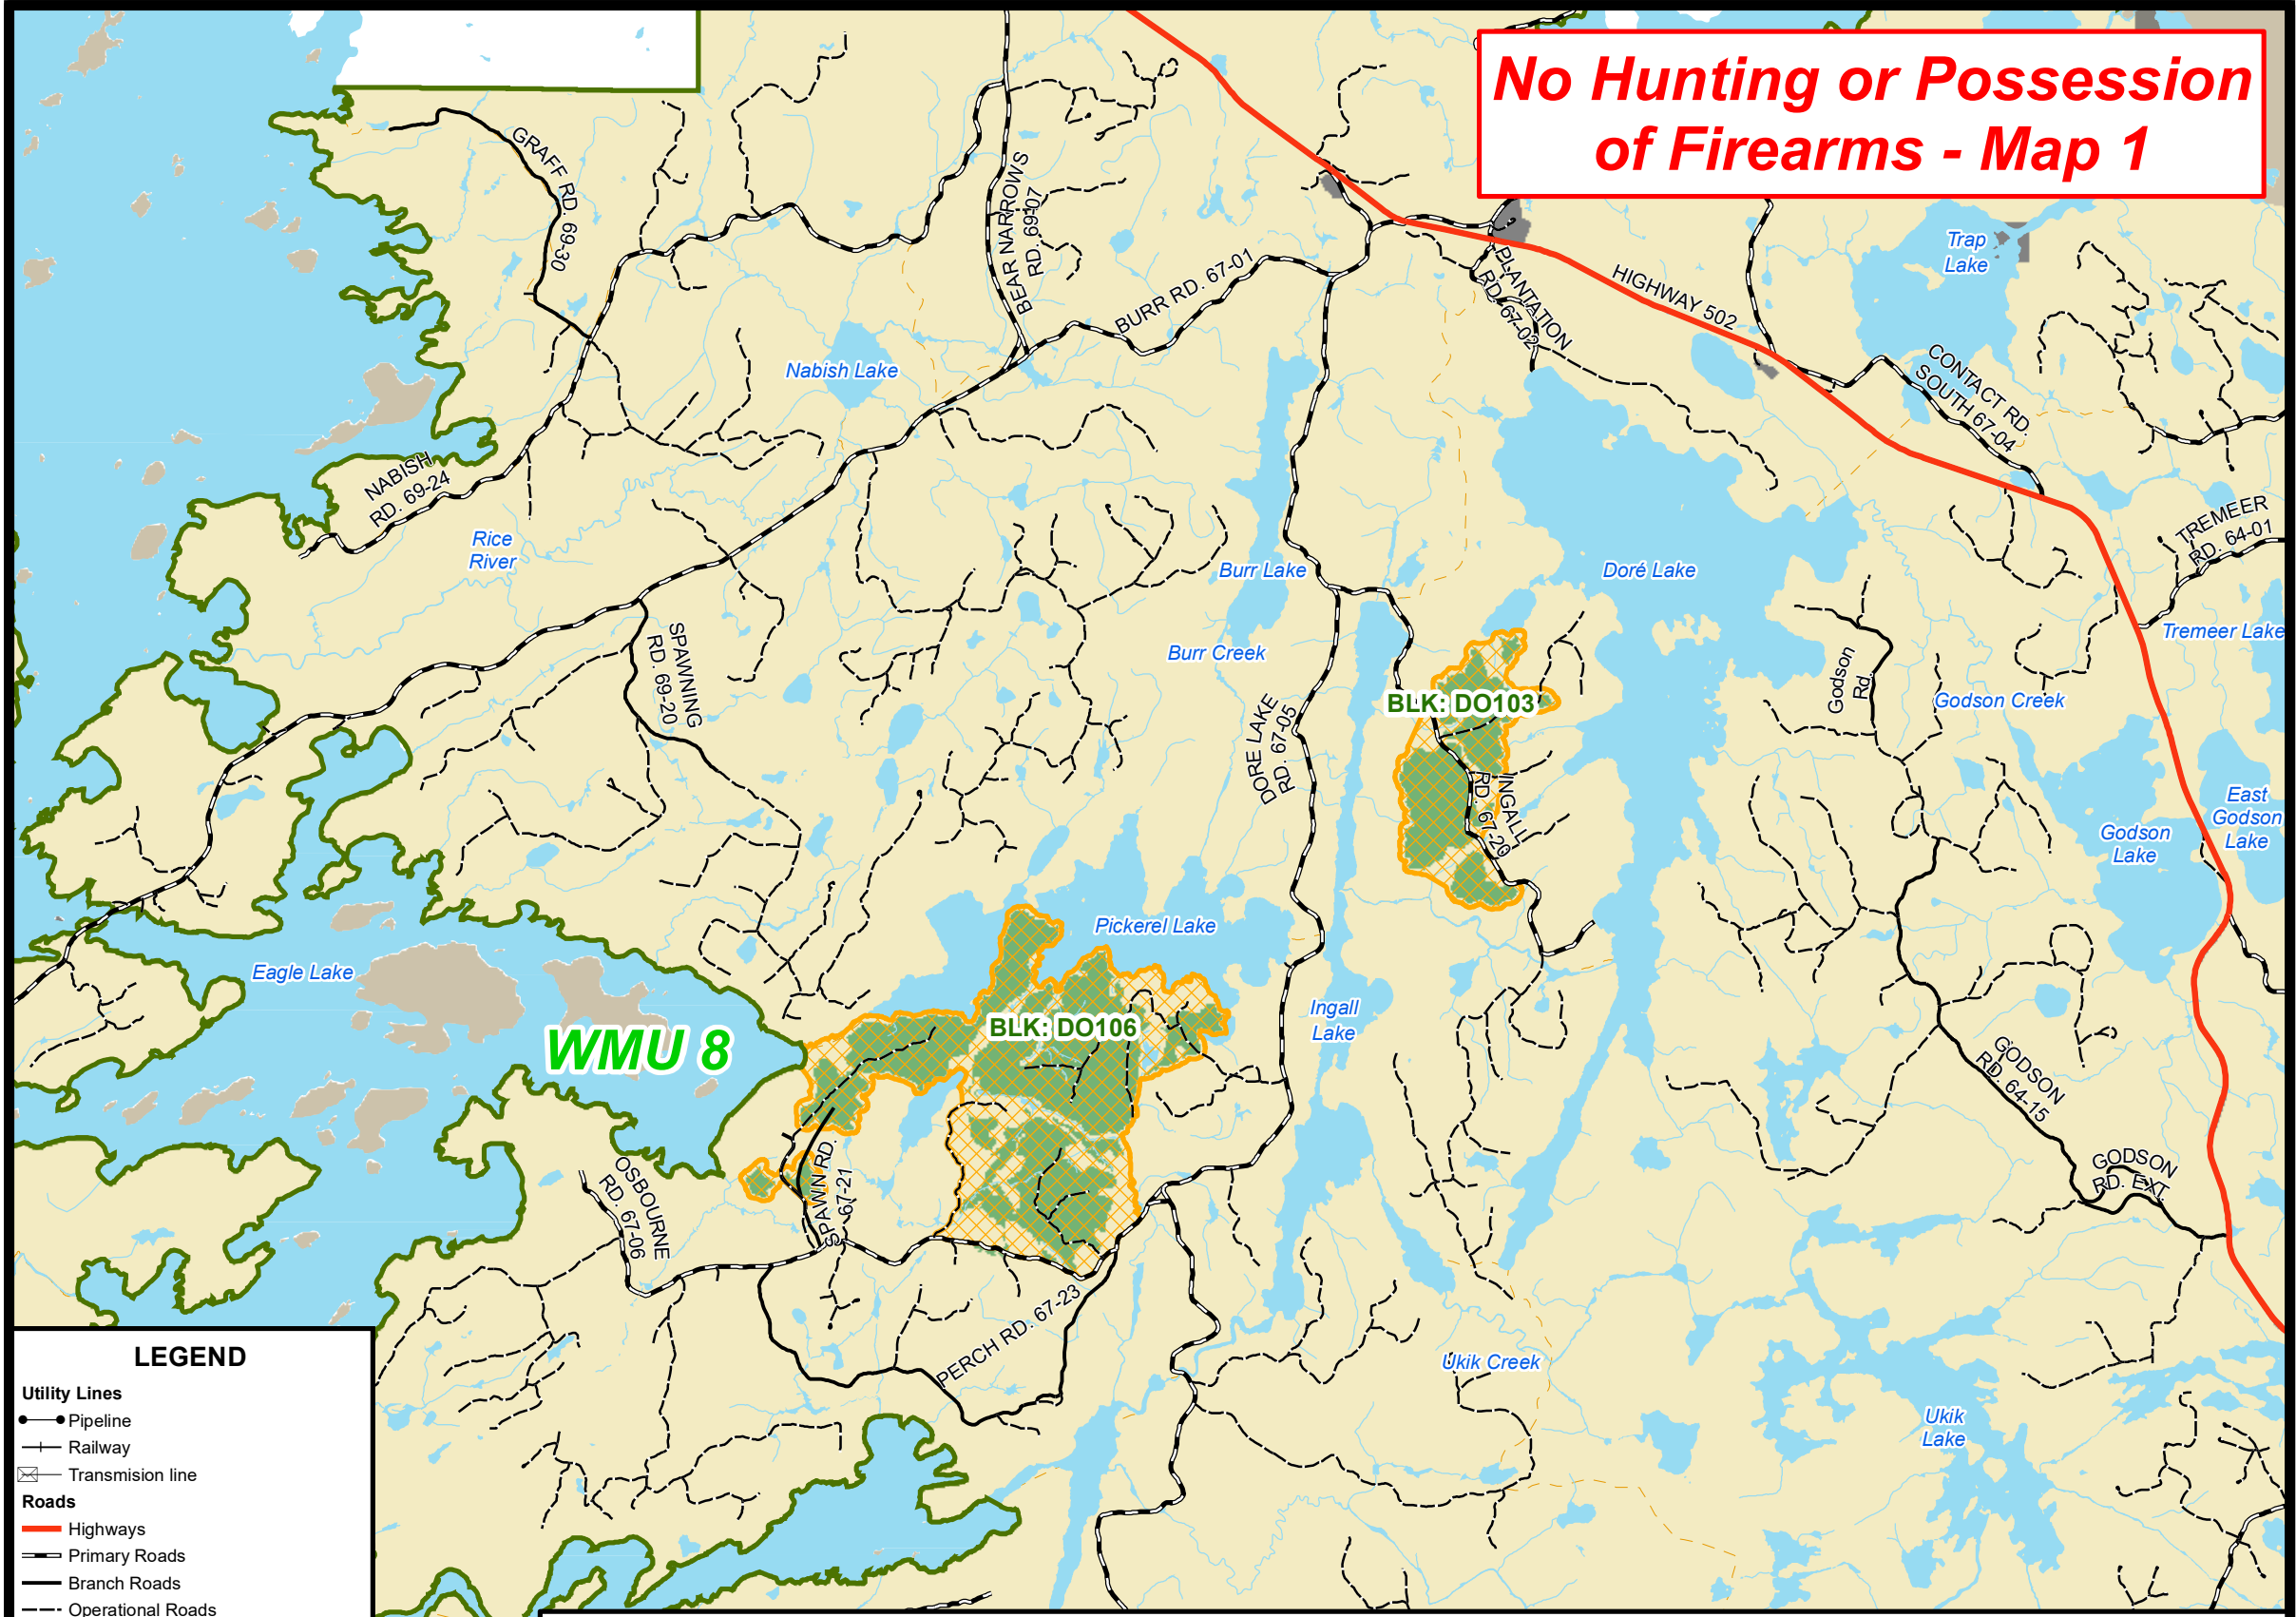 No Hunting or Possession
of Firearms - Map 1
GRAFF RD. 69-30
BEAR NARROWS
RD. 69-07
BURR RD. 67-01
PLANTATION
RD. 67-02
HIGHWAY 502
Trap
Lake
CONTACT RD.
SOUTH 67-04
Nabish Lake
NABISH
RD. 69-24
Rice
River
TREMEER
RD. 64-01
Burr Lake
Doré Lake
Tremeer Lake
SPAWNING
RD. 69-20
Burr Creek
Godson
Rd.
Godson Creek
BLK: DO103
DORE LAKE
RD. 67-05
INGALL
RD. 67-20
East
Godson
Lake
Godson
Lake
Pickerel Lake
Eagle Lake
Ingall
Lake
BLK: DO106
WMU 8
GODSON
RD. 64-15
OSBOURNE
RD. 67-06
SPAWN RD.
67-21
GODSON
RD. EXT.
PERCH RD. 67-23
Ukik Creek
Ukik
Lake
LEGEND
Utility Lines
Pipeline
Railway
Transmision line
Roads
Highways
Primary Roads
Branch Roads
Operational Roads